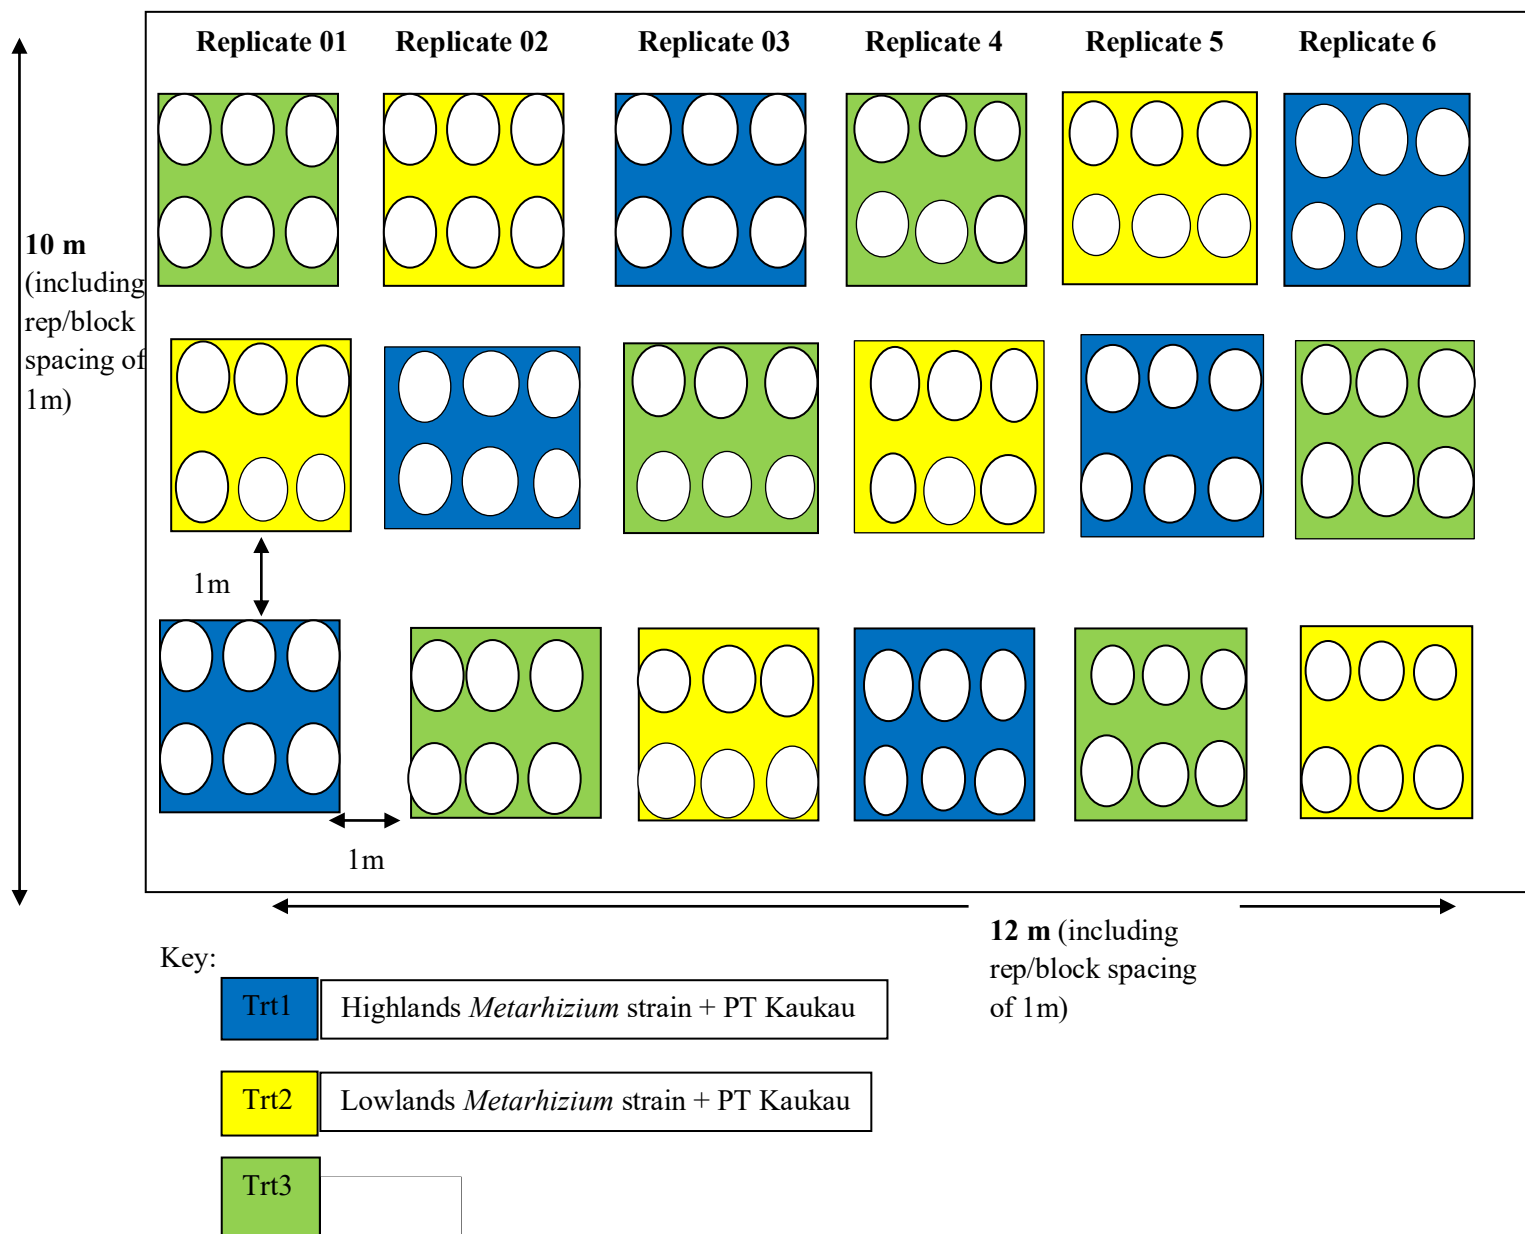 Replicate 01 Replicate 02 Replicate 03 Replicate 4 Replicate 5 Replicate 6
10 m
(including
rep/block
spacing of
1m)
1m
1m
12 m (including
rep/block spacing
of 1m)
Key:
Trt1 Highlands Metarhizium strain + PT Kaukau
Trt2 Lowlands Metarhizium strain + PT Kaukau
Trt3